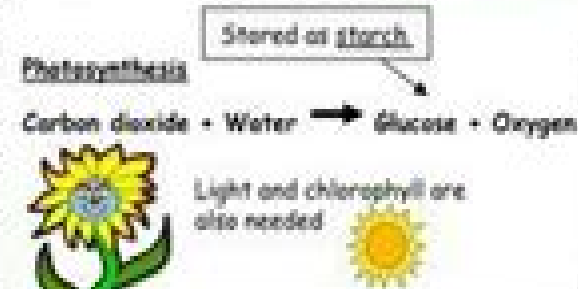 Stored as starch.
Photosynthesis
Carbon dioxide + Water → Glucose + Oxygen
Light and chlorophyll are
also needed